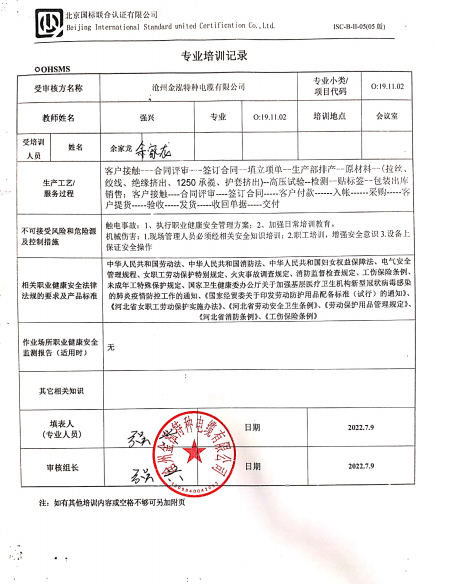 北京国标联合认证有限公司
Beijing International Standard united Certification Co.,Ltd.
ISC-B-II-05(05 版)
专业培训记录
OHSMS
受审核方名称 沧州金泓特种电缆有限公司 专业小类/项目代码 O:19.11.02
教师姓名 强兴 专业 O:19.11.02 培训地点 会议室
受培训人员 姓名 余家龙 余家龙
生产工艺/服务过程
客户接触---合同评审---签订合同---填立项单---生产部排产---原材料---(拉丝、
绞线、绝缘挤出、1250 承揽、护套挤出)--高压试验--检测---贴标签--包装出库
销售：客户接触----合同评审----签订合同-----客户付款-----入帐-----采购-----客
户提货-----验收-----发货-----收回单据-----交付
不可接受风险和危险源及控制措施
触电事故：1、执行职业健康安全管理方案；2、加强日常培训教育。
机械伤害：1.现场管理人员必须经相关安全知识培训；2.职工培训，增强安全意识 3.设备上
保证安全操作
相关职业健康安全法律法规的要求及产品标准
中华人民共和国劳动法、中华人民共和国消防法、中华人民共和国妇女权益保障法、电气安全
管理规程、女职工劳动保护特别规定、火灾事故调查规定、消防监督检查规定、工伤保险条例、
未成年工特殊保护规定、国家卫生健康委办公厅关于加强基层医疗卫生机构新型冠状病毒感染
的肺炎疫情防控工作的通知、《国家经贸委关于印发劳动防护用品配备标准（试行）的通知》、
《河北省女职工劳动保护实施办法》、《河北省劳动安全卫生条例》、《劳动保护用品管理规定》、
《河北省消防条例》、《工伤保险条例》
作业场所职业健康安全监测报告（适用时） 无
其它相关知识
填表人（专业人员） 强兴 日期 2022.7.9
审核组长 强兴 日期 2022.7.9
沧州金泓特种电缆有限公司
注：如有其他培训内容或空格不够可另加附页